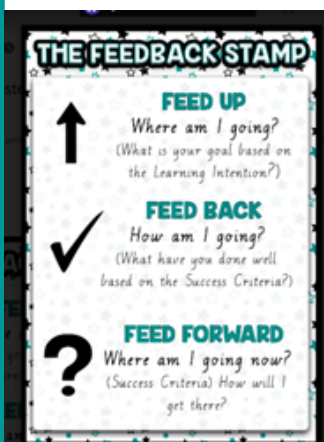 THE FEEDBACK STAMP
FEED UP
Where am I going?
(What is your goal based on
the Learning Intention?)
FEED BACK
How am I going?
(What have you done well
based on the Success Criteria?)
FEED FORWARD
Where am I going now?
(Success Criteria) How will I
get there?